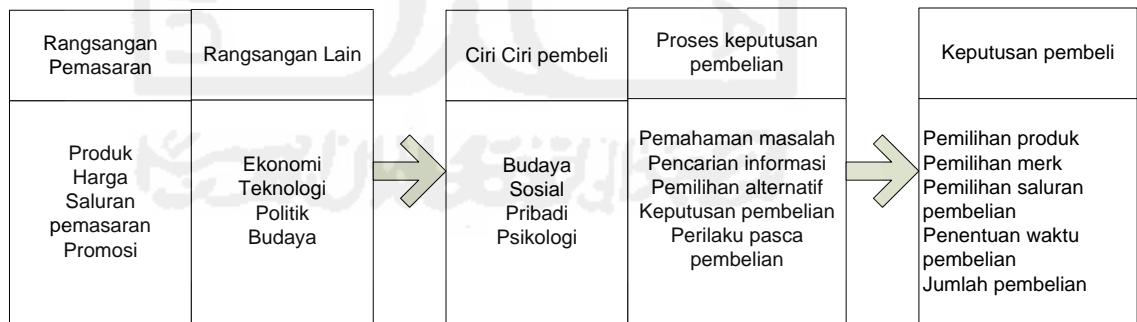 Rangsangan
Pemasaran
Rangsangan Lain
Ciri Ciri pembeli
Proses keputusan
pembelian
Keputusan pembeli
Produk
Harga
Saluran
pemasaran
Promosi
Ekonomi
Teknologi
Politik
Budaya
Budaya
Sosial
Pribadi
Psikologi
Pemahaman masalah
Pencarian informasi
Pemilihan alternatif
Keputusan pembelian
Perilaku pasca
pembelian
Pemilihan produk
Pemilihan merk
Pemilihan saluran
pembelian
Penentuan waktu
pembelian
Jumlah pembelian